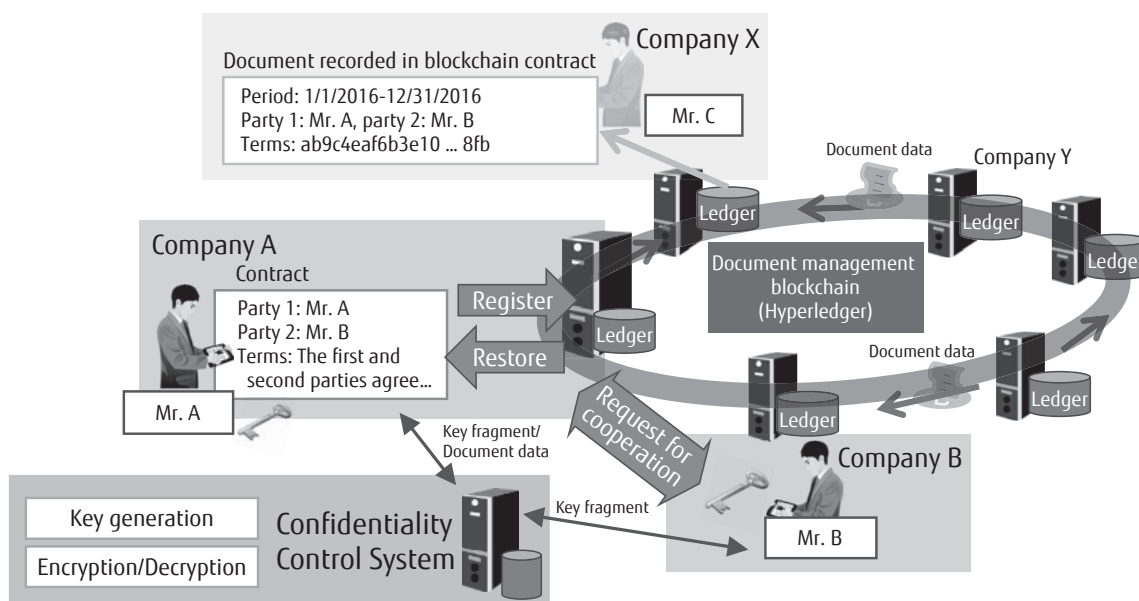 Company X
Document recorded in blockchain contract
Period: 1/1/2016-12/31/2016
Party 1: Mr. A, party 2: Mr. B
Terms: ab9c4eaf6b3e10 ... 8fb
Mr. C
Document data
Company Y
Ledger
Ledger
Ledger
Company A
Contract
Party 1: Mr. A
Party 2: Mr. B
Terms: The first and
second parties agree...
Mr. A
Register
Restore
Ledger
Document management
blockchain
(Hyperledger)
Document data
Ledger
Ledger
Request for
cooperation
Key fragment/
Document data
Company B
Mr. B
Key fragment
Key generation
Encryption/Decryption
Confidentiality
Control System